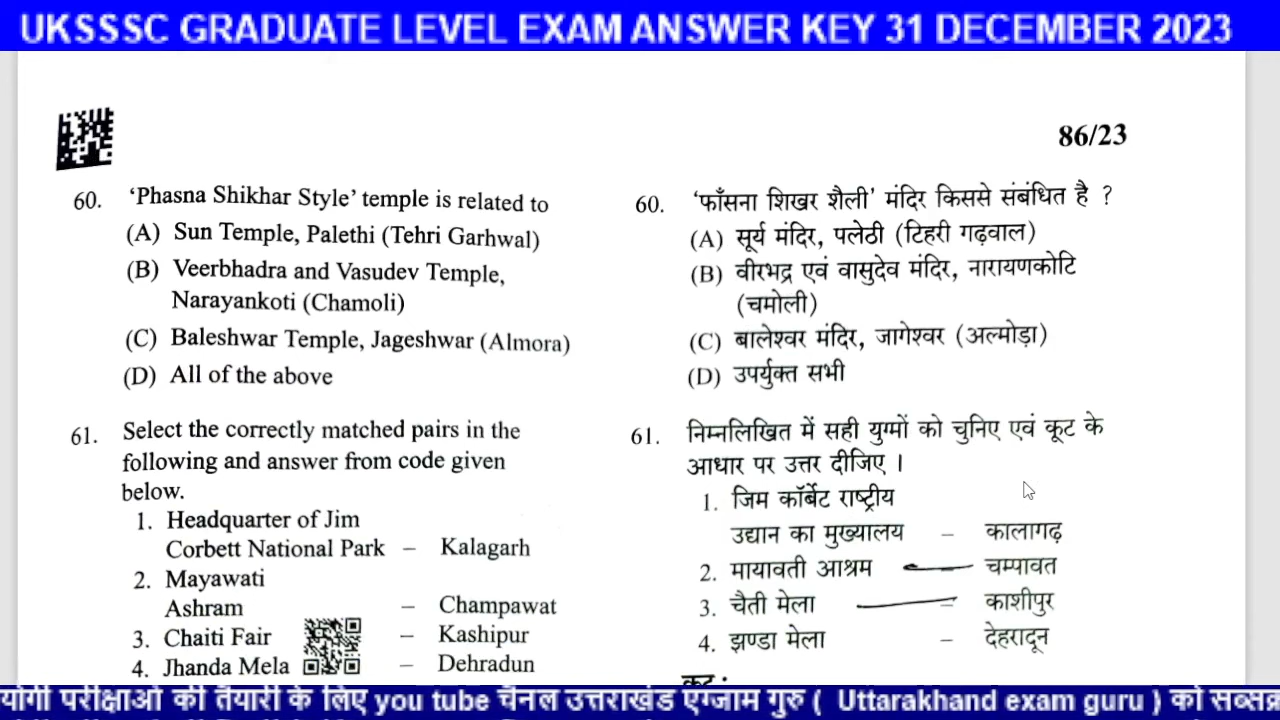 UKSSSC GRADUATE LEVEL EXAM ANSWER KEY 31 DECEMBER 2023
86/23
60. ‘Phasna Shikhar Style’ temple is related to
(A) Sun Temple, Palethi (Tehri Garhwal)
(B) Veerbhadra and Vasudev Temple,
Narayankoti (Chamoli)
(C) Baleshwar Temple, Jageshwar (Almora)
(D) All of the above
61. Select the correctly matched pairs in the
following and answer from code given
below.
1. Headquarter of Jim
Corbett National Park – Kalagarh
2. Mayawati
Ashram – Champawat
3. Chaiti Fair – Kashipur
4. Jhanda Mela – Dehradun
60. ‘फाँसना शिखर शैली’ मंदिर किससे संबंधित है ?
(A) सूर्य मंदिर, पलेठी (टिहरी गढ़वाल)
(B) वीरभद्र एवं वासुदेव मंदिर, नारायणकोटि
(चमोली)
(C) बालेश्वर मंदिर, जागेश्वर (अल्मोड़ा)
(D) उपर्युक्त सभी
61. निम्नलिखित में सही युग्मों को चुनिए एवं कूट के
आधार पर उत्तर दीजिए ।
1. जिम कॉर्बेट राष्ट्रीय
उद्यान का मुख्यालय – कालागढ़
2. मायावती आश्रम – चम्पावत
3. चैती मेला – काशीपुर
4. झण्डा मेला – देहरादून
योगी परीक्षाओ की तैयारी के लिए you tube चैनल उत्तराखंड एग्जाम गुरु ( Uttarakhand exam guru ) को सब्सक्र